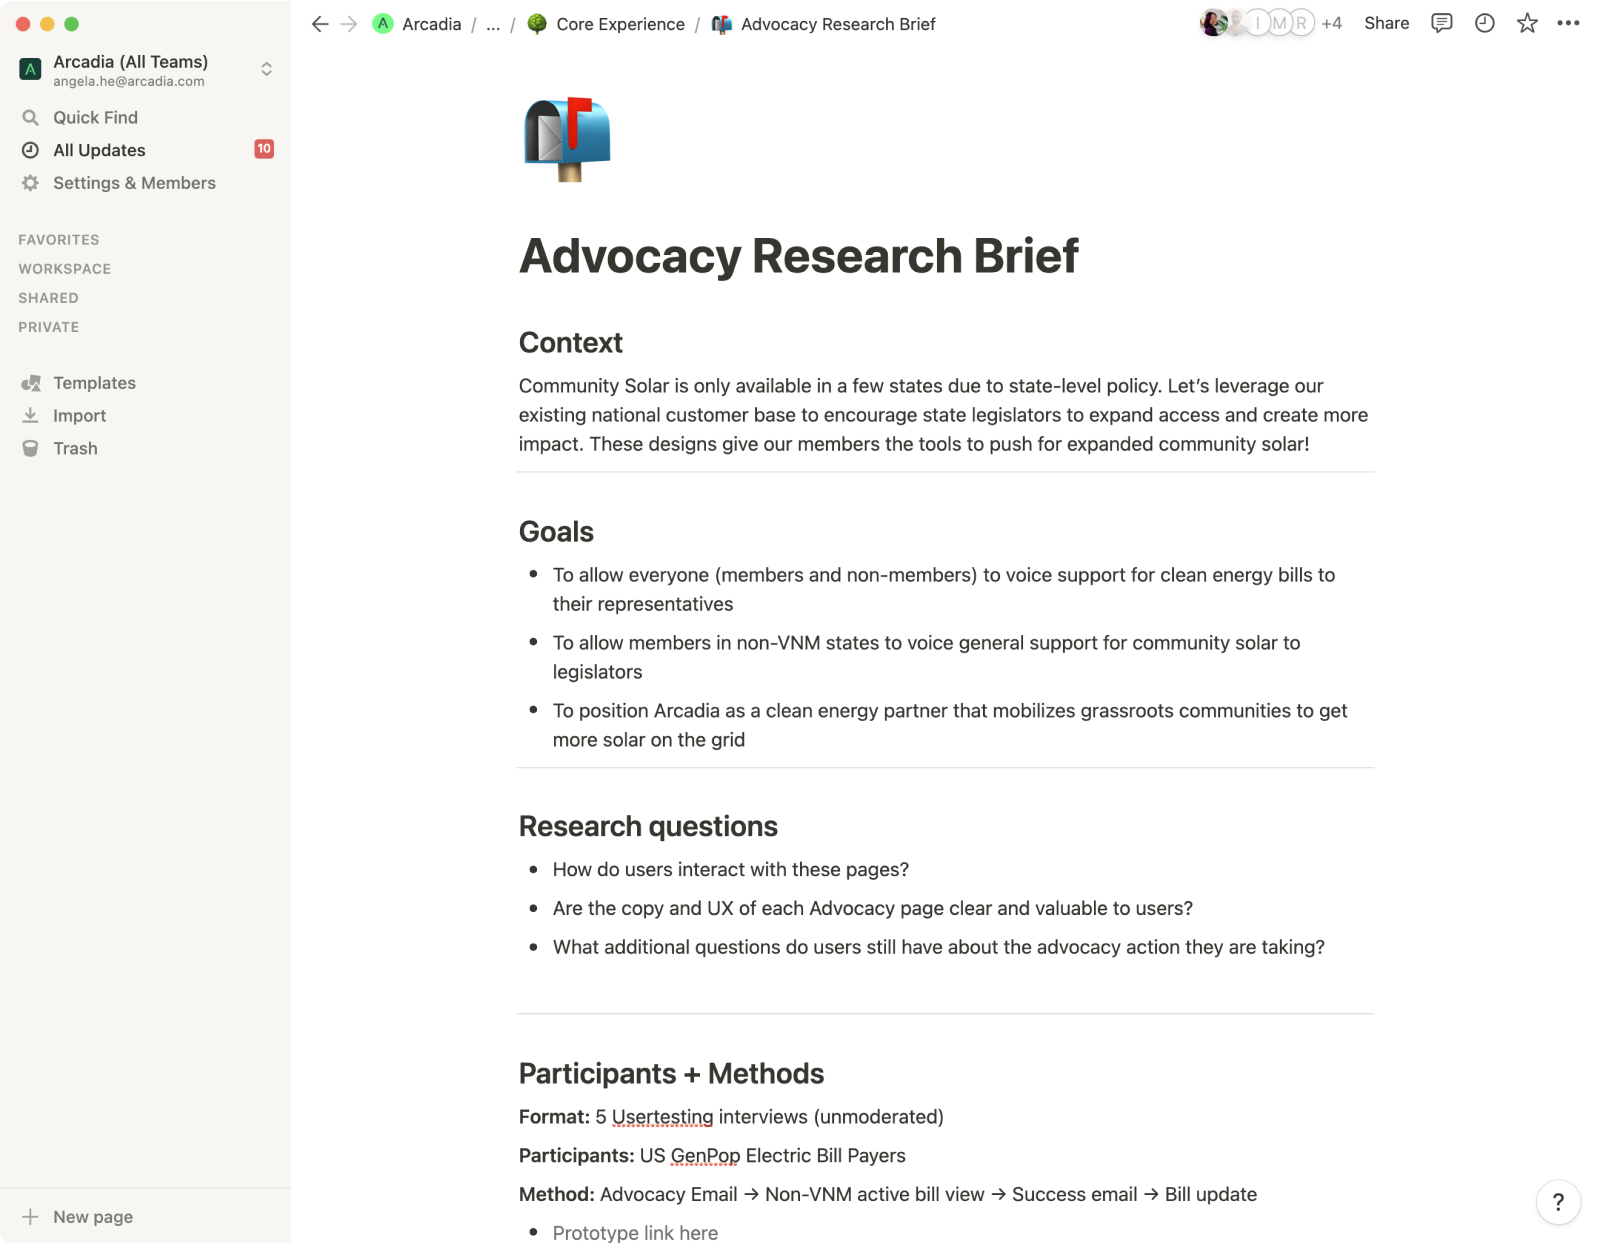 Arcadia / ... / Core Experience / Advocacy Research Brief
I M R +4 Share
A Arcadia (All Teams)
angela.he@arcadia.com
Quick Find
All Updates 10
Settings & Members
FAVORITES
WORKSPACE
SHARED
PRIVATE
Templates
Import
Trash
New page
Advocacy Research Brief
Context
Community Solar is only available in a few states due to state-level policy. Let’s leverage our
existing national customer base to encourage state legislators to expand access and create more
impact. These designs give our members the tools to push for expanded community solar!
Goals
• To allow everyone (members and non-members) to voice support for clean energy bills to
their representatives
• To allow members in non-VNM states to voice general support for community solar to
legislators
• To position Arcadia as a clean energy partner that mobilizes grassroots communities to get
more solar on the grid
Research questions
• How do users interact with these pages?
• Are the copy and UX of each Advocacy page clear and valuable to users?
• What additional questions do users still have about the advocacy action they are taking?
Participants + Methods
Format: 5 Usertesting interviews (unmoderated)
Participants: US GenPop Electric Bill Payers
Method: Advocacy Email → Non-VNM active bill view → Success email → Bill update
• Prototype link here
?